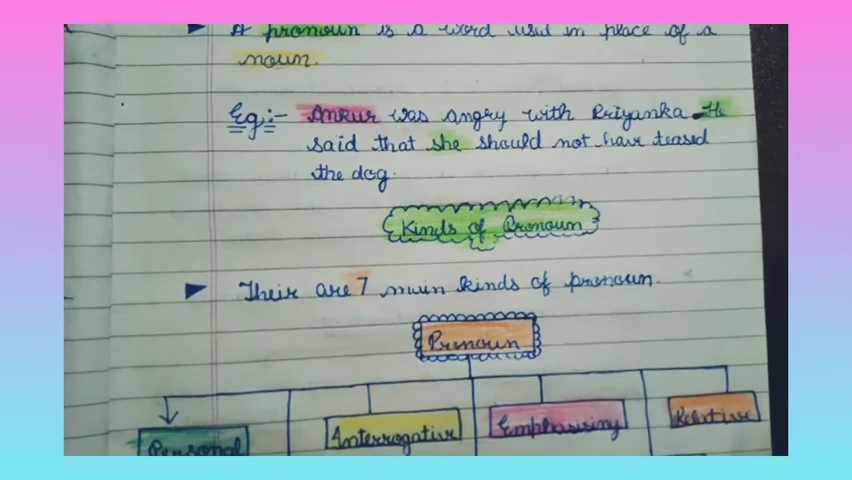 A pronoun is a word used in place of a
noun.
Eg:- Ankur was angry with Priyanka. He
said that she should not have teased
the dog.
Kinds of Pronoun
Their are 7 main kinds of pronoun.
Pronoun
Personal
Interrogative
Emphasising
Relative